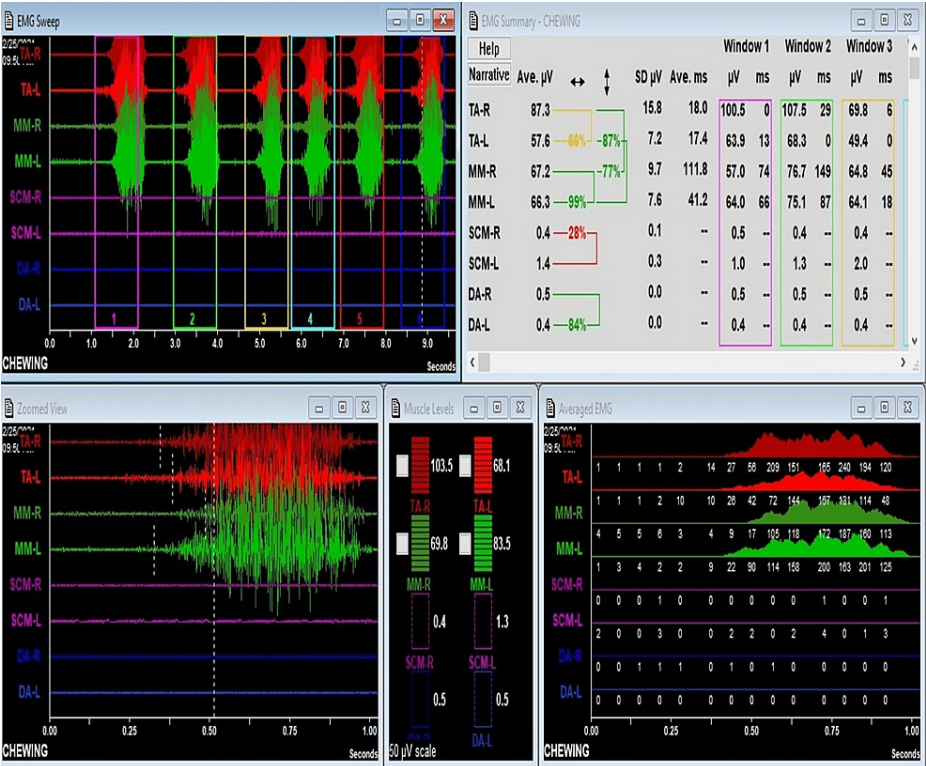 EMG Sweep
2/25/2021
09:50
TA-R
TA-L
MM-R
MM-L
SCM-R
SCM-L
DA-R
DA-L
1 2 3 4 5 6
0.0 1.0 2.0 3.0 4.0 5.0 6.0 7.0 8.0 9.0
Seconds
CHEWING
EMG Summary - CHEWING
Help
Window 1 Window 2 Window 3
Narrative Ave. µV SD µV Ave. ms µV ms µV ms µV ms
TA-R 87.3 15.8 18.0 100.5 0 107.5 29 69.8 6
TA-L 57.6 66% -87% 7.2 17.4 63.9 13 68.3 0 49.4 0
MM-R 67.2 -77% 9.7 111.8 57.0 74 76.7 149 64.8 45
MM-L 66.3 99% 7.6 41.2 64.0 66 75.1 87 64.1 18
SCM-R 0.4 28% 0.1 -- 0.5 -- 0.4 -- 0.4 --
SCM-L 1.4 0.3 -- 1.0 -- 1.3 -- 2.0 --
DA-R 0.5 0.0 -- 0.5 -- 0.5 -- 0.5 --
DA-L 0.4 84% 0.0 -- 0.4 -- 0.4 -- 0.4 --
Zoomed View
2/25/2021
TA-R
TA-L
MM-R
MM-L
SCM-R
SCM-L
DA-R
DA-L
0.00 0.25 0.50 0.75 1.00
CHEWING
Seconds
Muscle Levels
103.5 68.1
TA-R TA-L
69.8 83.5
MM-R MM-L
0.4 1.3
SCM-R SCM-L
0.5 0.5
DA-R DA-L
50 µV scale
Averaged EMG
2/25/2021
TA-R
1 1 1 1 2 14 27 56 209 151 165 240 194 120
TA-L
1 1 1 2 10 10 26 42 72 144 167 181 114 48
MM-R
4 5 5 6 3 4 9 17 105 118 172 187 160 113
MM-L
1 3 4 2 2 9 22 90 114 158 200 163 201 125
SCM-R
0 0 0 1 0 0 0 0 0 0 1 0 0 1
SCM-L
2 0 0 3 0 0 2 2 0 2 4 0 1 3
DA-R
0 0 1 1 1 0 1 0 1 0 0 0 0 0
DA-L
0 0 0 0 0 0 0 0 0 0 0 0 0 0
0.00 0.25 0.50 0.75 1.00
CHEWING
Seconds